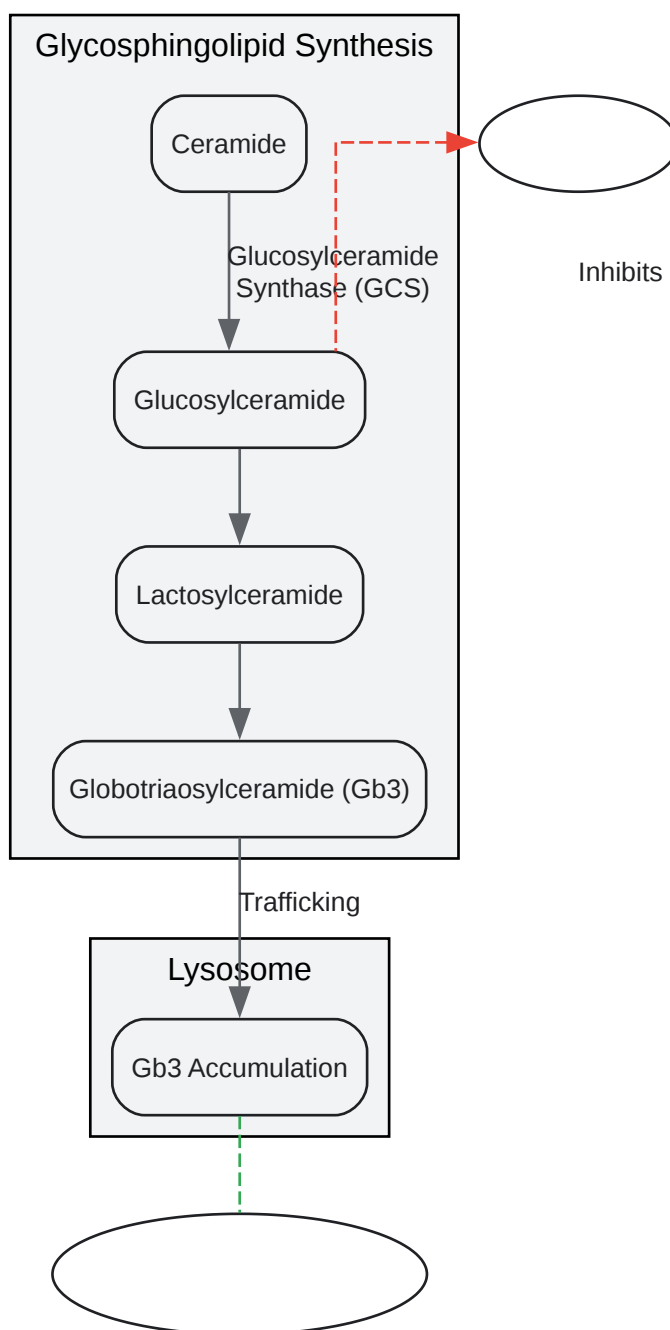 Glycosphingolipid Synthesis
Ceramide
Glucosylceramide
Synthase (GCS)
Inhibits
Glucosylceramide
Lactosylceramide
Globotriaosylceramide (Gb3)
Trafficking
Lysosome
Gb3 Accumulation